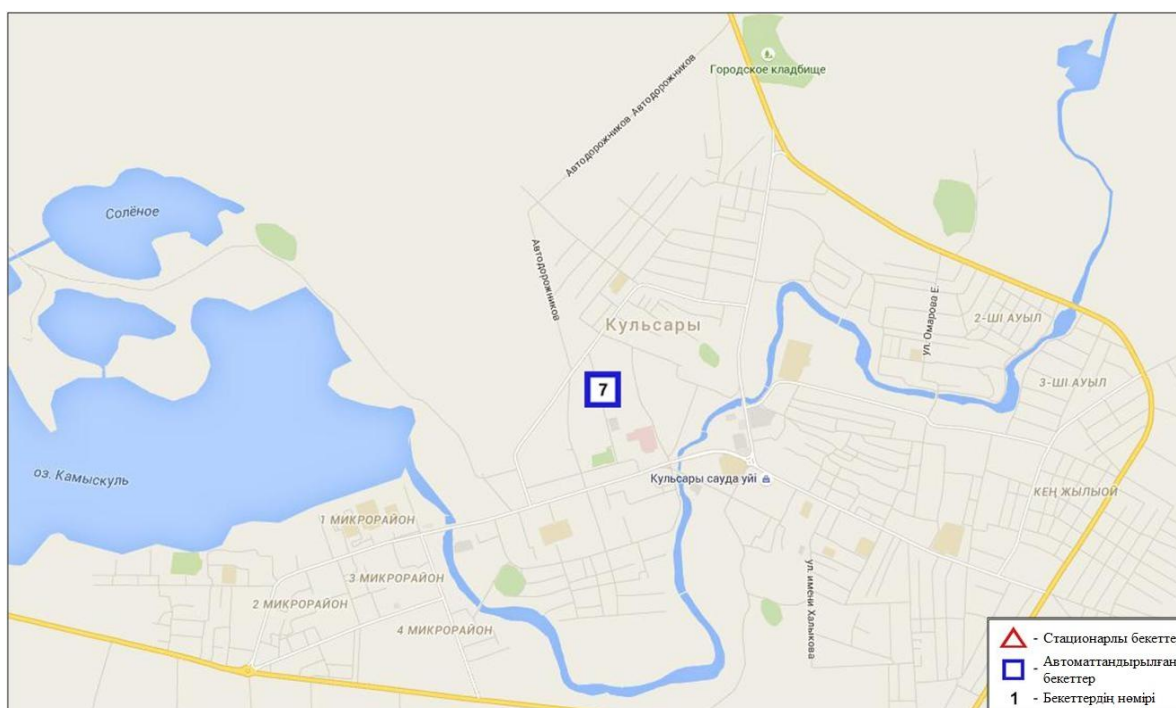 Городское кладбище
Автодорожников Автодорожников
Солёное
Автодорожников
ул. Омарова Е.
2-ШІ АУЫЛ
Кульсары
3-ШІ АУЫЛ
7
оз. Камыскуль
Кульсары сауда уйі
КЕҢ ЖЫЛЫОЙ
1 МИКРОРАЙОН
3 МИКРОРАЙОН
2 МИКРОРАЙОН
4 МИКРОРАЙОН
ул. имени Халыкова
- Стационарлы бекетте
- Автоматтандырылған
бекеттер
1 - Бекеттердің нөмірі